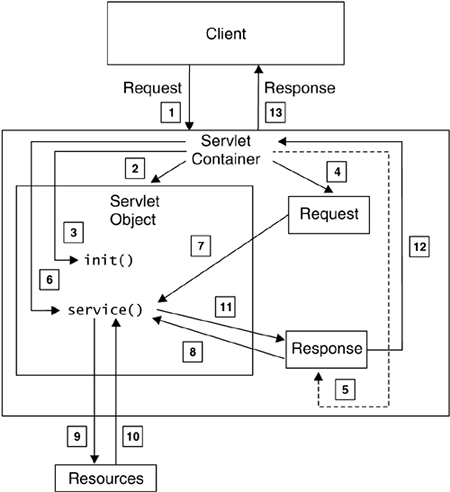 Client
Request
Response
1
13
Servlet
Container
2
4
Servlet
Object
Request
3
7
init()
12
6
service()
11
8
Response
5
9
10
Resources